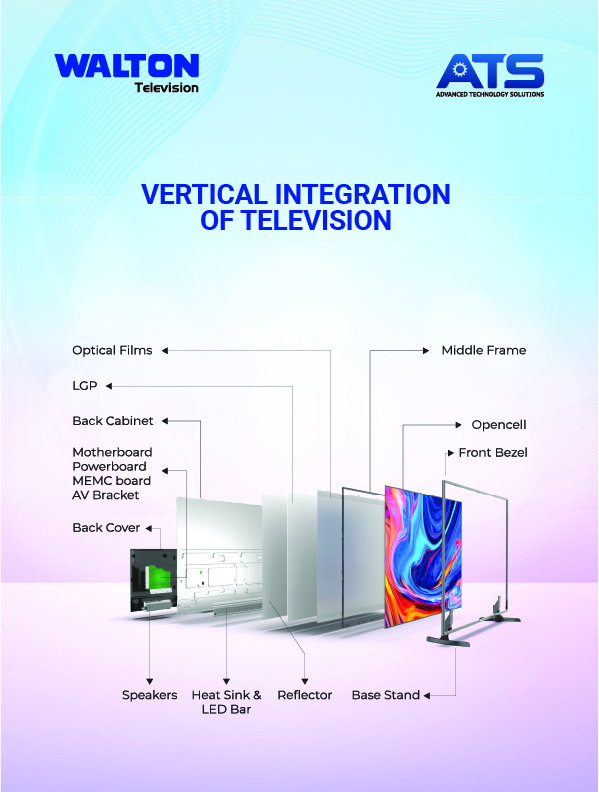 WALTON
Television
ATS
ADVANCED TECHNOLOGY SOLUTIONS
VERTICAL INTEGRATION
OF TELEVISION
Optical Films
Middle Frame
LGP
Back Cabinet
Opencell
Motherboard
Powerboard
MEMC board
AV Bracket
Front Bezel
Back Cover
Speakers
Heat Sink &
LED Bar
Reflector
Base Stand